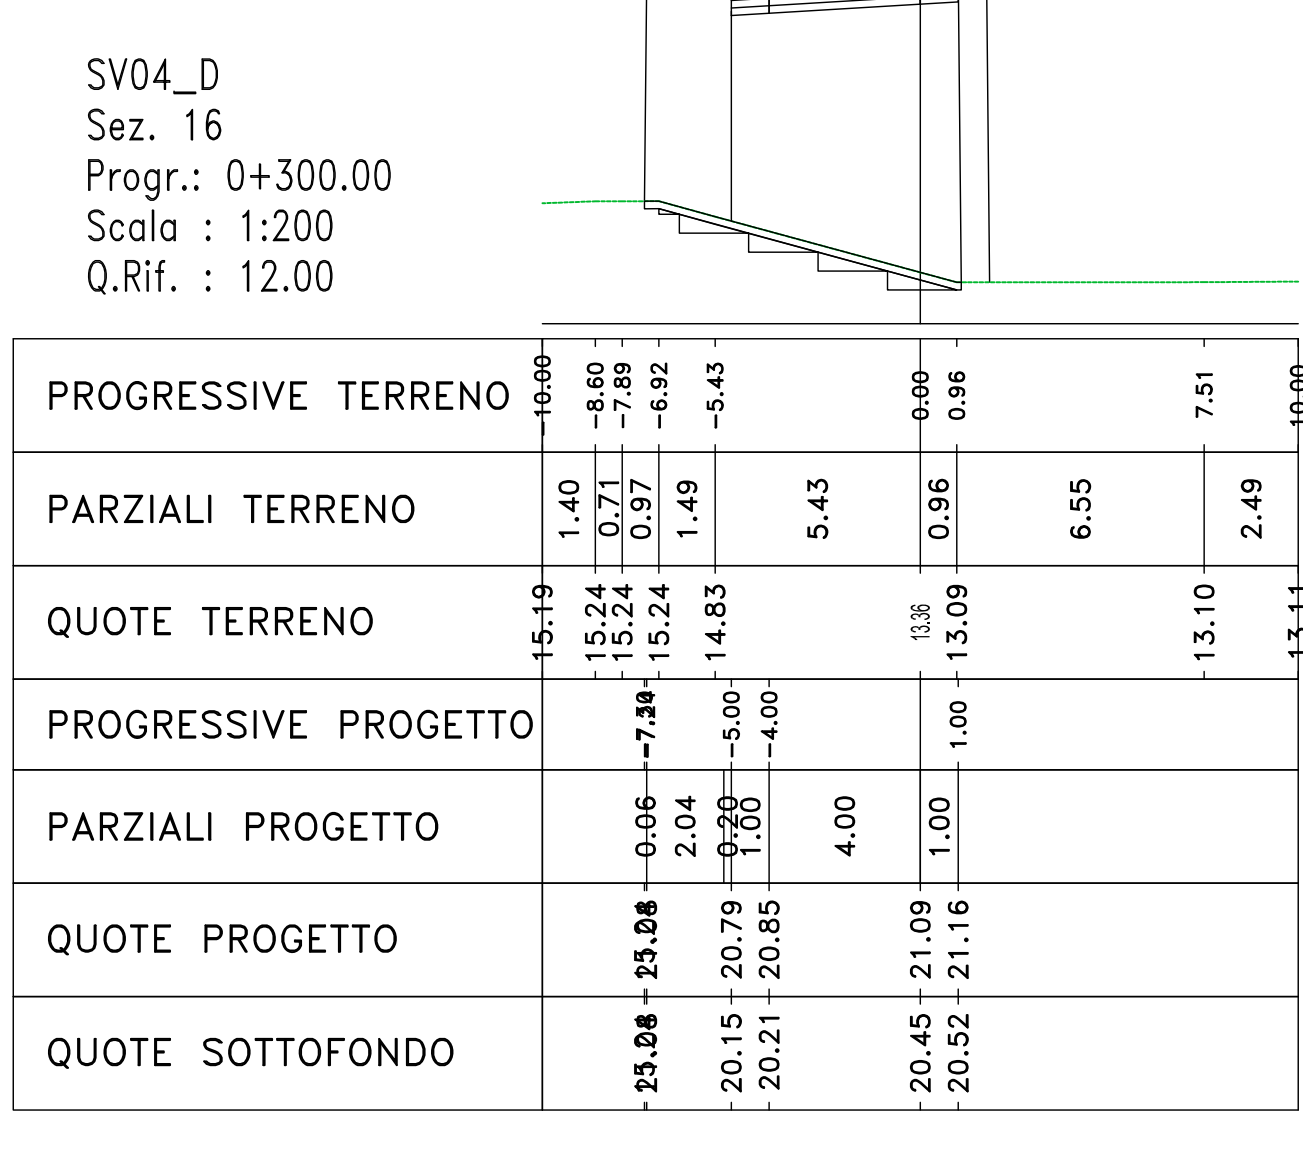 SV04_D
Sez. 16
Progr.: 0+300.00
Scala : 1:200
Q.Rif. : 12.00
PROGRESSIVE TERRENO -10.00 -8.60 -7.89 -6.92 -5.43 0.00 0.96 7.51 10.00
PARZIALI TERRENO 1.40 0.71 0.97 1.49 5.43 0.96 6.55 2.49
QUOTE TERRENO 15.19 15.24 15.24 15.24 14.83 13.36 13.09 13.10 13.11
PROGRESSIVE PROGETTO -5.00 -4.00 1.00
PARZIALI PROGETTO 0.06 2.04 0.20 1.00 4.00 1.00
QUOTE PROGETTO 20.79 20.85 21.09 21.16
QUOTE SOTTOFONDO 20.15 20.21 20.45 20.52